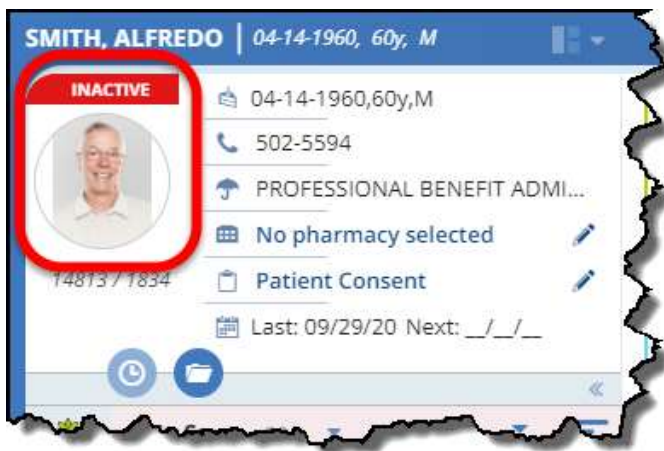 SMITH, ALFREDO | 04-14-1960, 60y, M
INACTIVE
04-14-1960,60y,M
502-5594
PROFESSIONAL BENEFIT ADMI...
No pharmacy selected
14813 / 1834
Patient Consent
Last: 09/29/20 Next: __/__/__